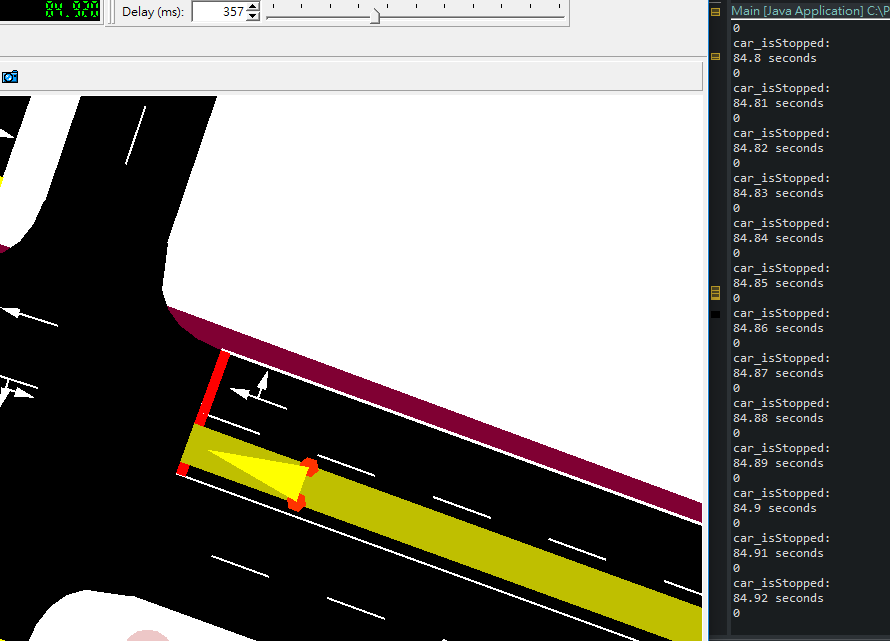 84.920
Delay (ms):
357
Main [Java Application] C:\P
0
car_isStopped:
84.8 seconds
0
car_isStopped:
84.81 seconds
0
car_isStopped:
84.82 seconds
0
car_isStopped:
84.83 seconds
0
car_isStopped:
84.84 seconds
0
car_isStopped:
84.85 seconds
0
car_isStopped:
84.86 seconds
0
car_isStopped:
84.87 seconds
0
car_isStopped:
84.88 seconds
0
car_isStopped:
84.89 seconds
0
car_isStopped:
84.9 seconds
0
car_isStopped:
84.91 seconds
0
car_isStopped:
84.92 seconds
0